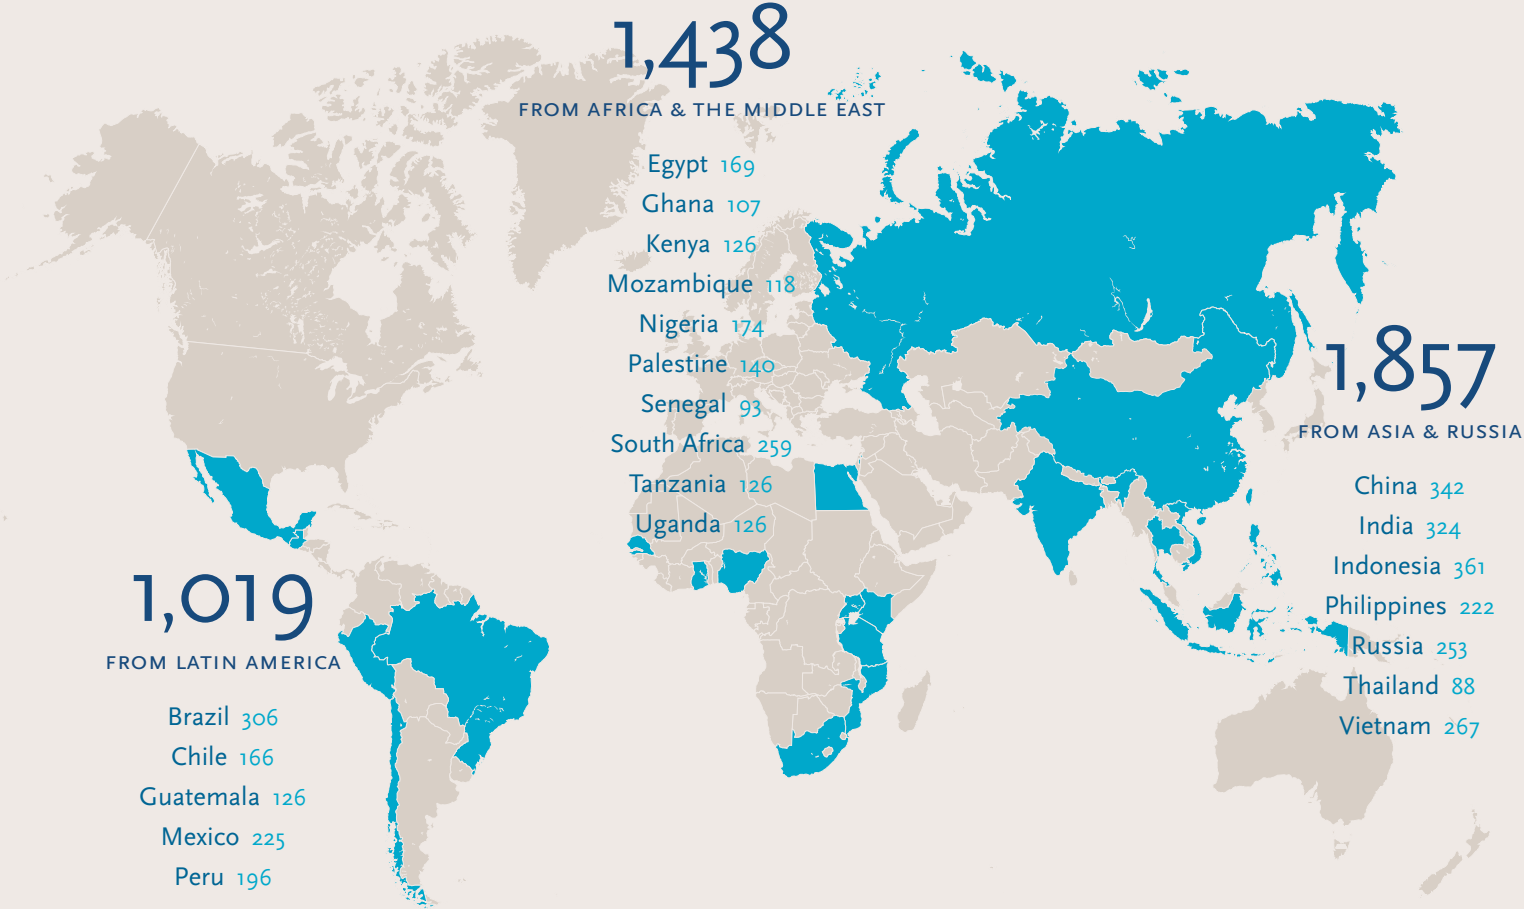 1,438
FROM AFRICA & THE MIDDLE EAST
Egypt 169
Ghana 107
Kenya 126
Mozambique 118
Nigeria 174
Palestine 140
Senegal 93
South Africa 259
Tanzania 126
Uganda 126
1,857
FROM ASIA & RUSSIA
China 342
India 324
Indonesia 361
Philippines 222
Russia 253
Thailand 88
Vietnam 267
1,019
FROM LATIN AMERICA
Brazil 306
Chile 166
Guatemala 126
Mexico 225
Peru 196